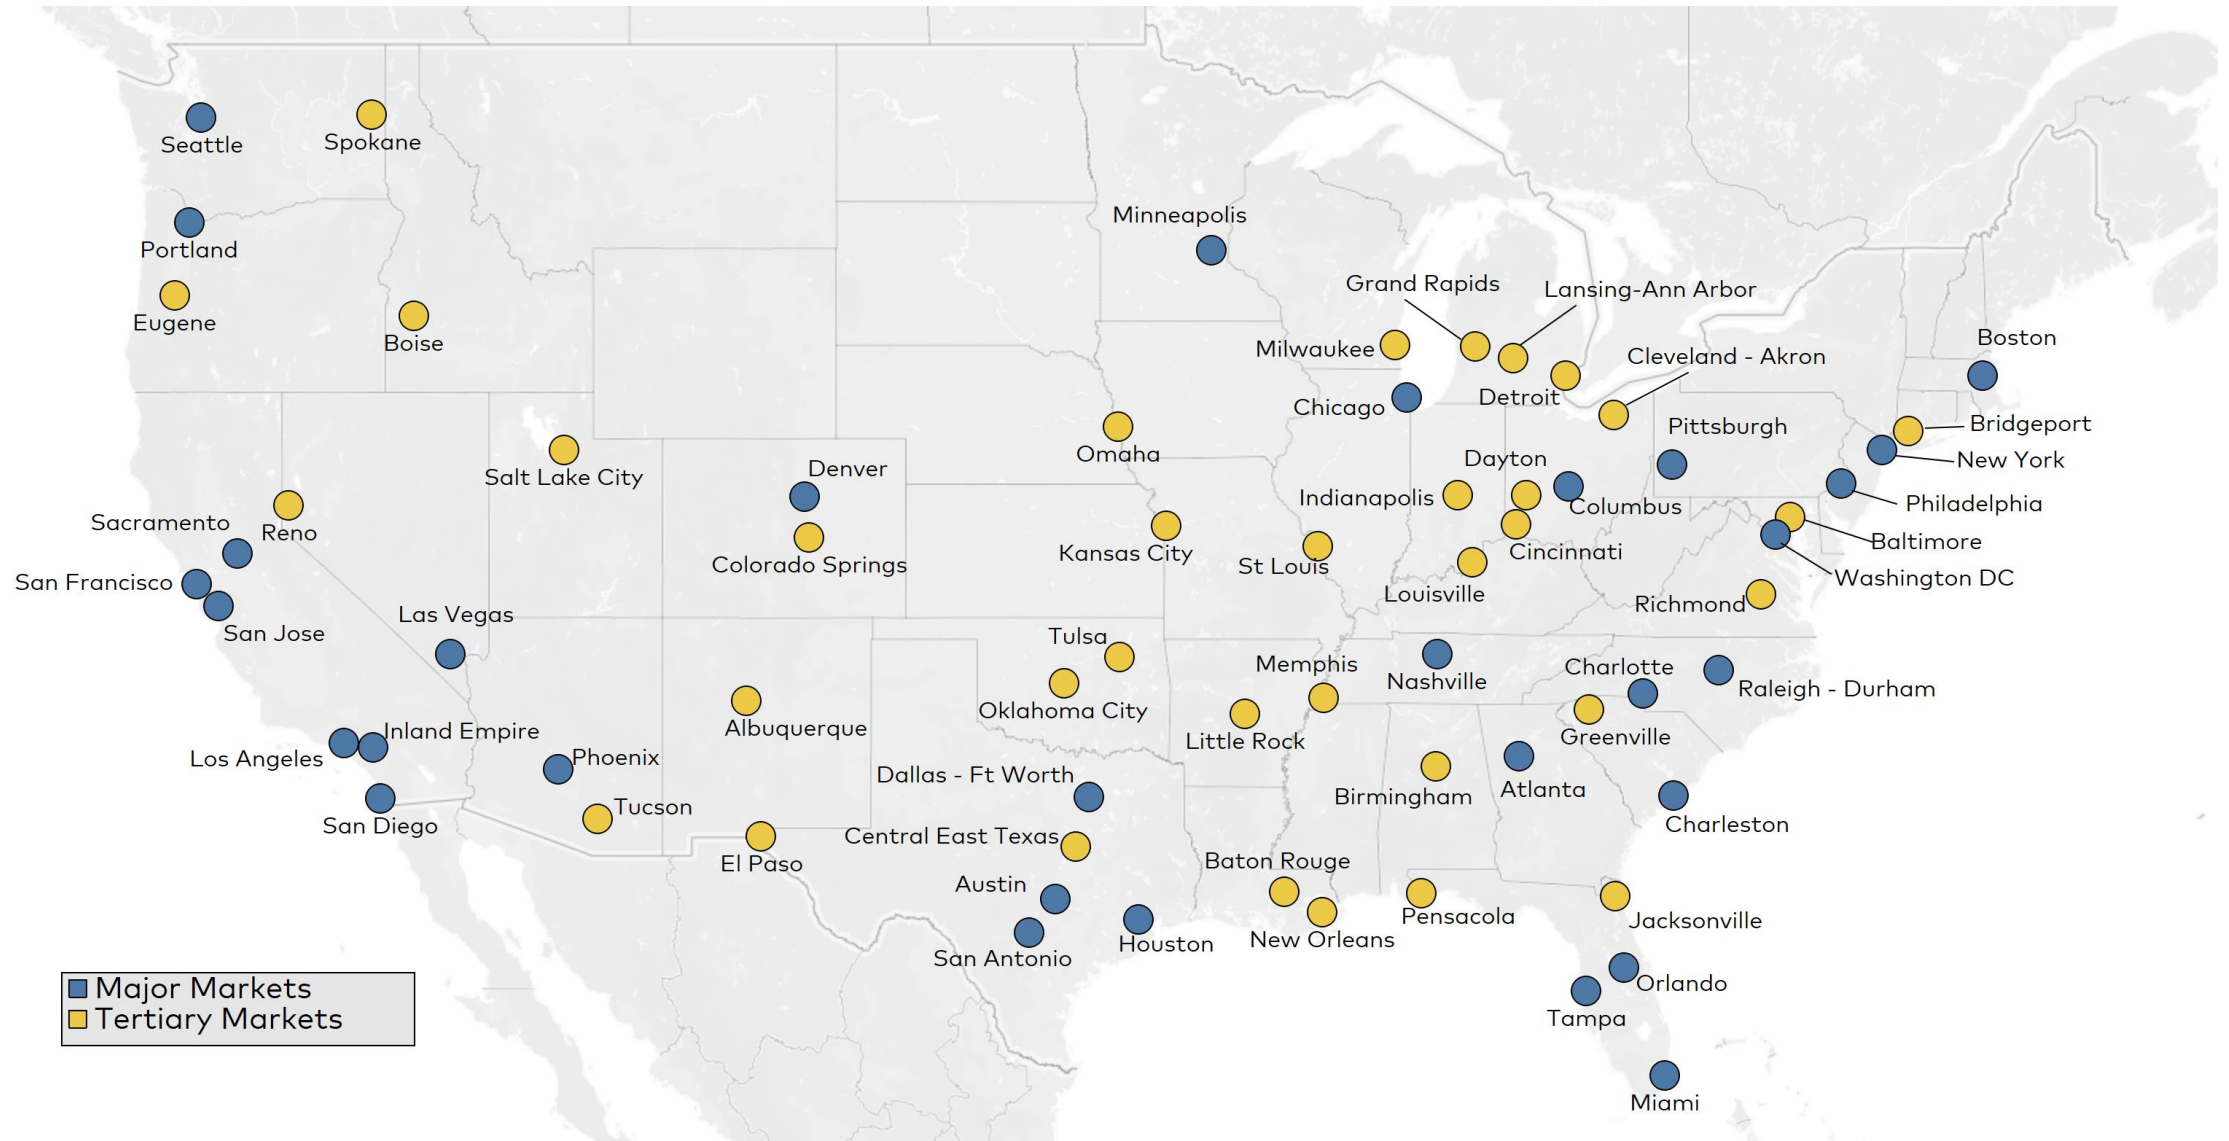 Seattle
Spokane
Portland
Eugene
Boise
Minneapolis
Grand Rapids
Lansing-Ann Arbor
Milwaukee
Cleveland - Akron
Boston
Chicago
Detroit
Pittsburgh
Bridgeport
Omaha
Dayton
New York
Salt Lake City
Denver
Indianapolis
Columbus
Philadelphia
Sacramento
Reno
Colorado Springs
Kansas City
St Louis
Cincinnati
Baltimore
San Francisco
Louisville
Washington DC
San Jose
Las Vegas
Richmond
Tulsa
Memphis
Nashville
Charlotte
Raleigh - Durham
Albuquerque
Oklahoma City
Little Rock
Greenville
Los Angeles
Inland Empire
Phoenix
Dallas - Ft Worth
Birmingham
Atlanta
San Diego
Tucson
Charleston
El Paso
Central East Texas
Baton Rouge
Austin
Pensacola
Jacksonville
San Antonio
Houston
New Orleans
Orlando
Tampa
Miami
Major Markets
Tertiary Markets